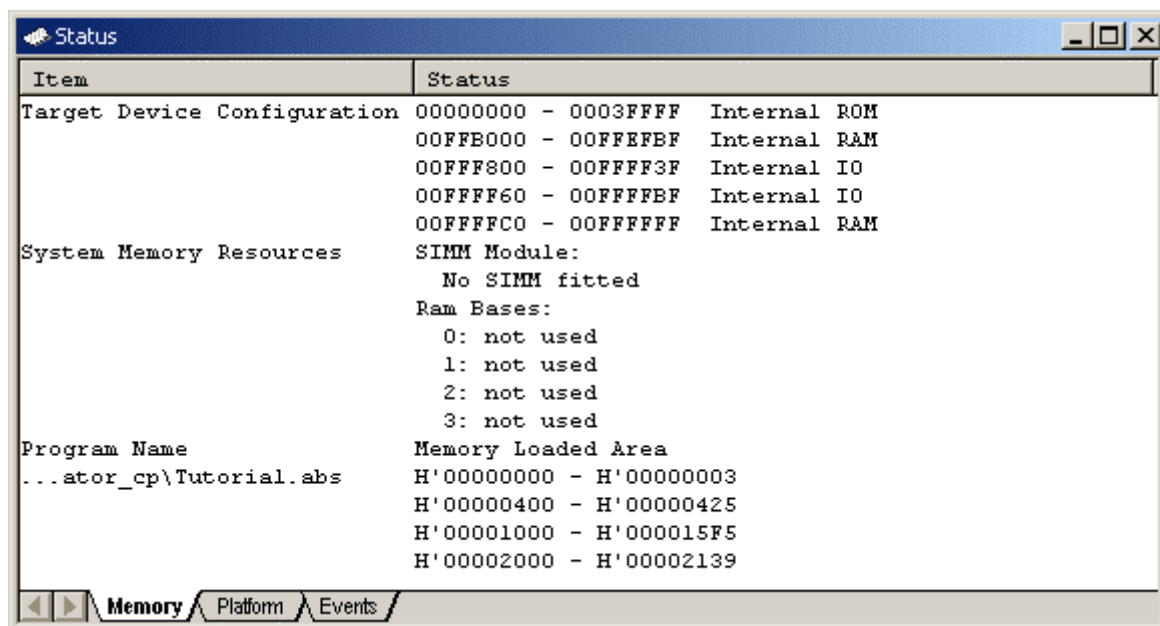 Status
Item Status
Target Device Configuration 00000000 - 0003FFFF Internal ROM
00FFB000 - 00FFEFBF Internal RAM
00FFF800 - 00FFFF3F Internal IO
00FFFF60 - 00FFFFBF Internal IO
00FFFFC0 - 00FFFFFF Internal RAM
System Memory Resources SIMM Module:
No SIMM fitted
Ram Bases:
0: not used
1: not used
2: not used
3: not used
Program Name Memory Loaded Area
...ator_cp\Tutorial.abs H'00000000 - H'00000003
H'00000400 - H'00000425
H'00001000 - H'000015F5
H'00002000 - H'00002139
Memory Platform Events